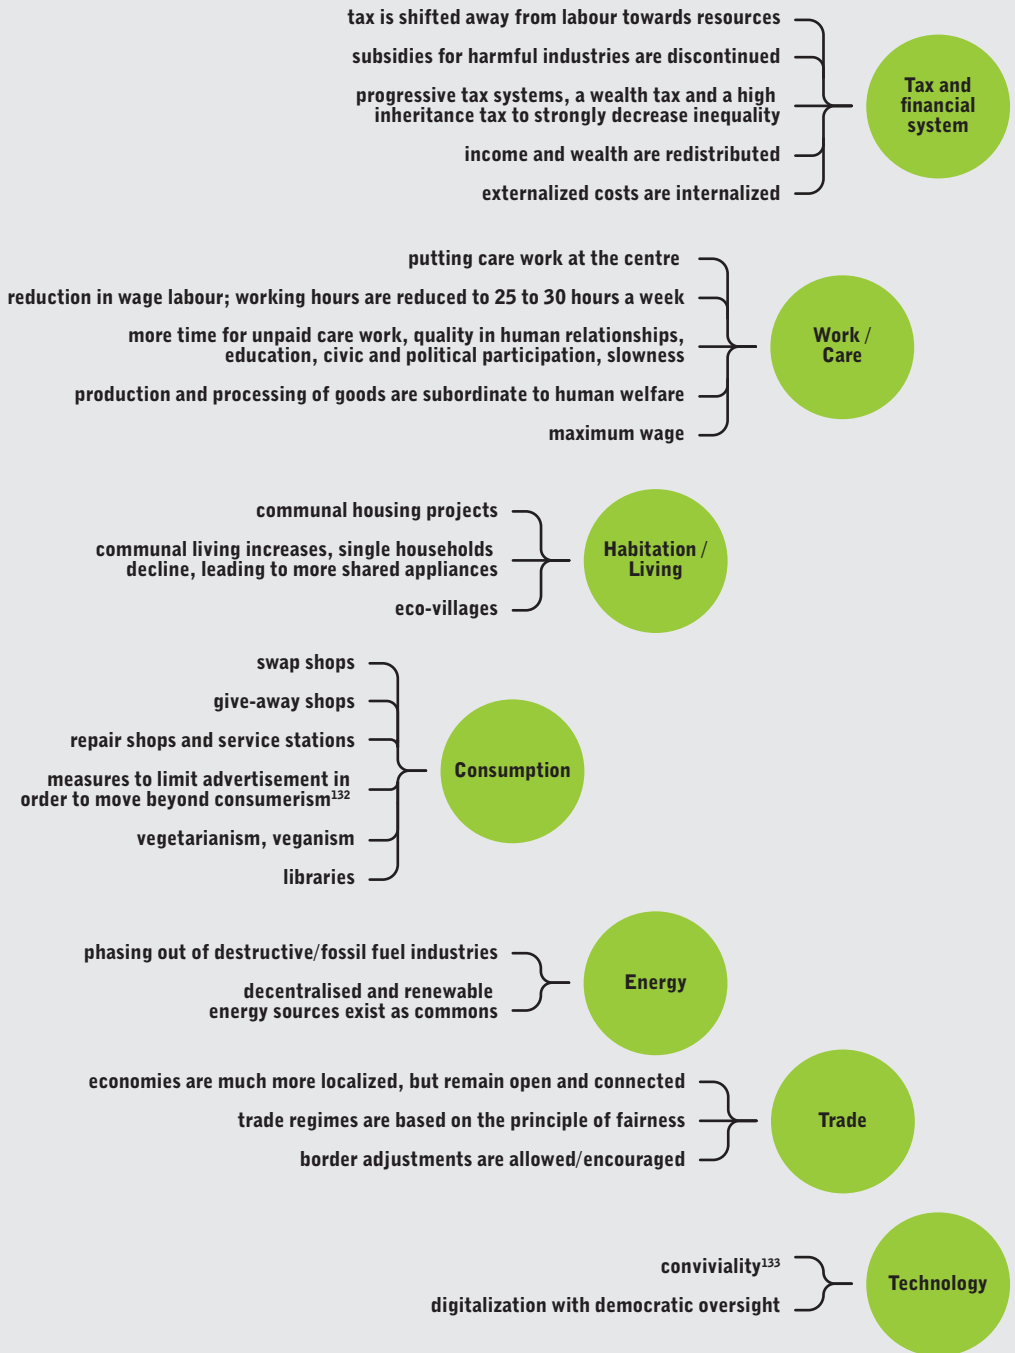 tax is shifted away from labour towards resources
subsidies for harmful industries are discontinued
progressive tax systems, a wealth tax and a high
inheritance tax to strongly decrease inequality
income and wealth are redistributed
externalized costs are internalized
Tax and
financial
system
putting care work at the centre
reduction in wage labour; working hours are reduced to 25 to 30 hours a week
more time for unpaid care work, quality in human relationships,
education, civic and political participation, slowness
production and processing of goods are subordinate to human welfare
maximum wage
Work /
Care
communal housing projects
communal living increases, single households
decline, leading to more shared appliances
eco-villages
Habitation /
Living
swap shops
give-away shops
repair shops and service stations
measures to limit advertisement in
order to move beyond consumerism132
vegetarianism, veganism
libraries
Consumption
phasing out of destructive/fossil fuel industries
decentralised and renewable
energy sources exist as commons
Energy
economies are much more localized, but remain open and connected
trade regimes are based on the principle of fairness
border adjustments are allowed/encouraged
Trade
conviviality133
digitalization with democratic oversight
Technology